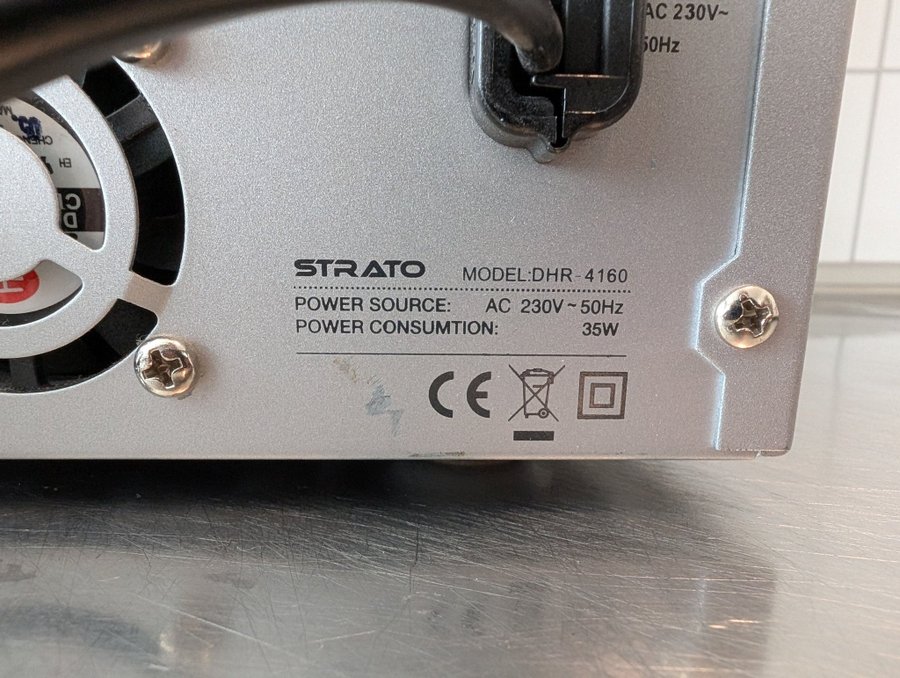 AC 230V~
50Hz
STRATO MODEL:DHR-4160
POWER SOURCE: AC 230V~50Hz
POWER CONSUMTION: 35W
CE